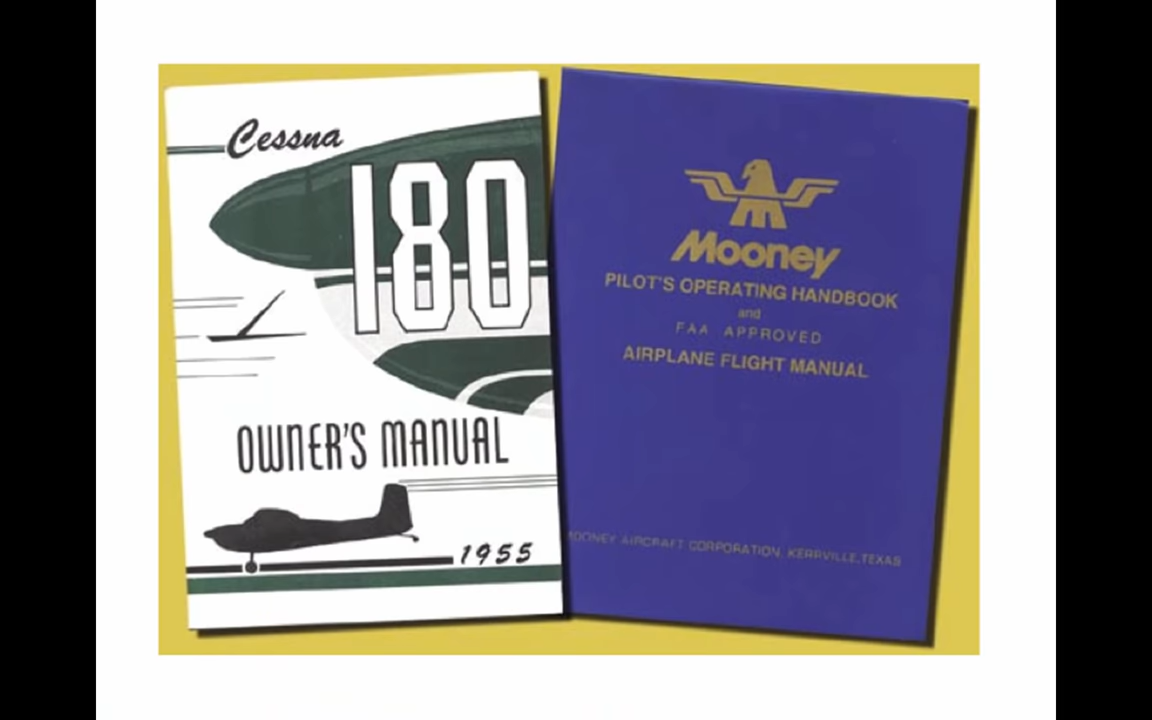 Cessna
180
OWNER'S MANUAL
1955
Mooney
PILOT'S OPERATING HANDBOOK
and
FAA APPROVED
AIRPLANE FLIGHT MANUAL
MOONEY AIRCRAFT CORPORATION, KERRVILLE, TEXAS